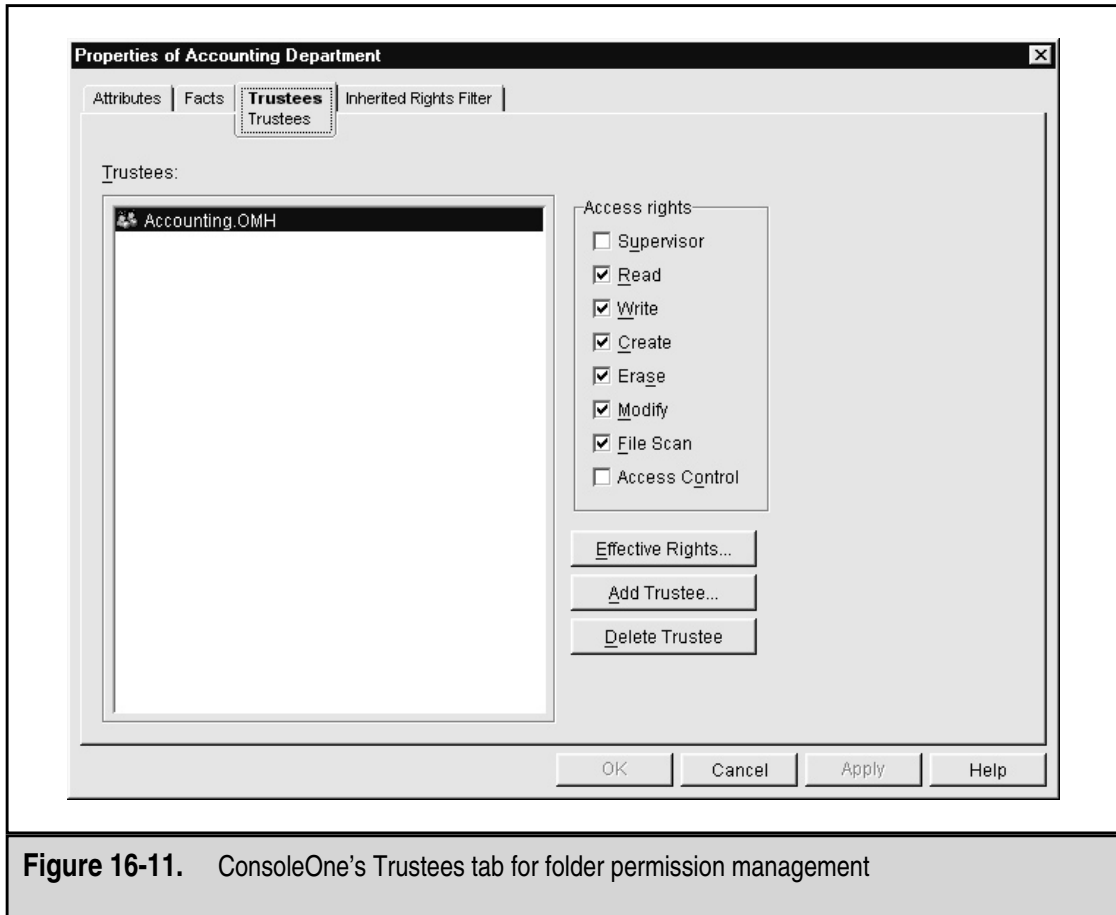 Properties of Accounting Department
Attributes Facts Trustees Inherited Rights Filter
Trustees
Trustees:
Accounting.OMH
Access rights
Supervisor
Read
Write
Create
Erase
Modify
File Scan
Access Control
Effective Rights...
Add Trustee...
Delete Trustee
OK Cancel Apply Help
Figure 16-11. ConsoleOne's Trustees tab for folder permission management